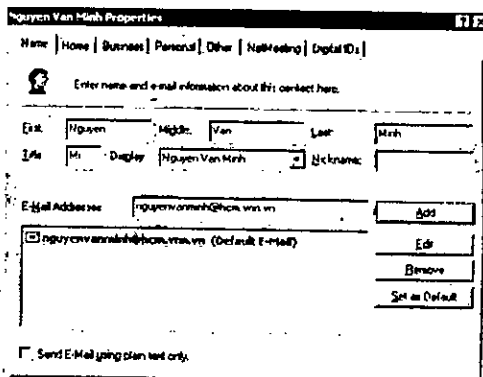 Nguyen Van Minh Properties
Name Home Business Personal Other NetMeeting Digital IDs
Enter name and e-mail information about this contact here.
First: Nguyen Middle: Van Last: Minh
Title: Mr Display: Nguyen Van Minh Nickname:
E-Mail Addresses: nguyenvanminh@hcm.vnn.vn Add
nguyenvanminh@hcm.vnn.vn (Default E-Mail) Edit
Remove
Set as Default
Send E-Mail using plain text only.